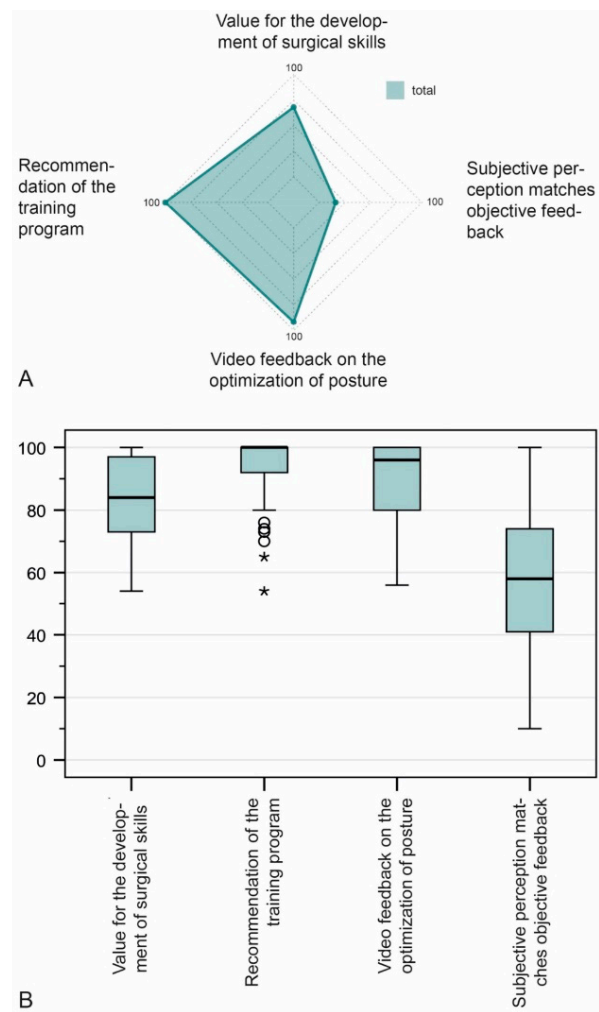 Value for the develop-
ment of surgical skills
100
total
Recommen-
dation of the
training
program
100
Subjective per-
ception matches
objective feed-
back
100
100
Video feedback on the
optimization of posture
A
100
80
60
40
20
0
Value for the develop-
ment of surgical skills
Recommendation of the
training program
Video feedback on the
optimization of posture
Subjective perception mat-
ches objective feedback
B